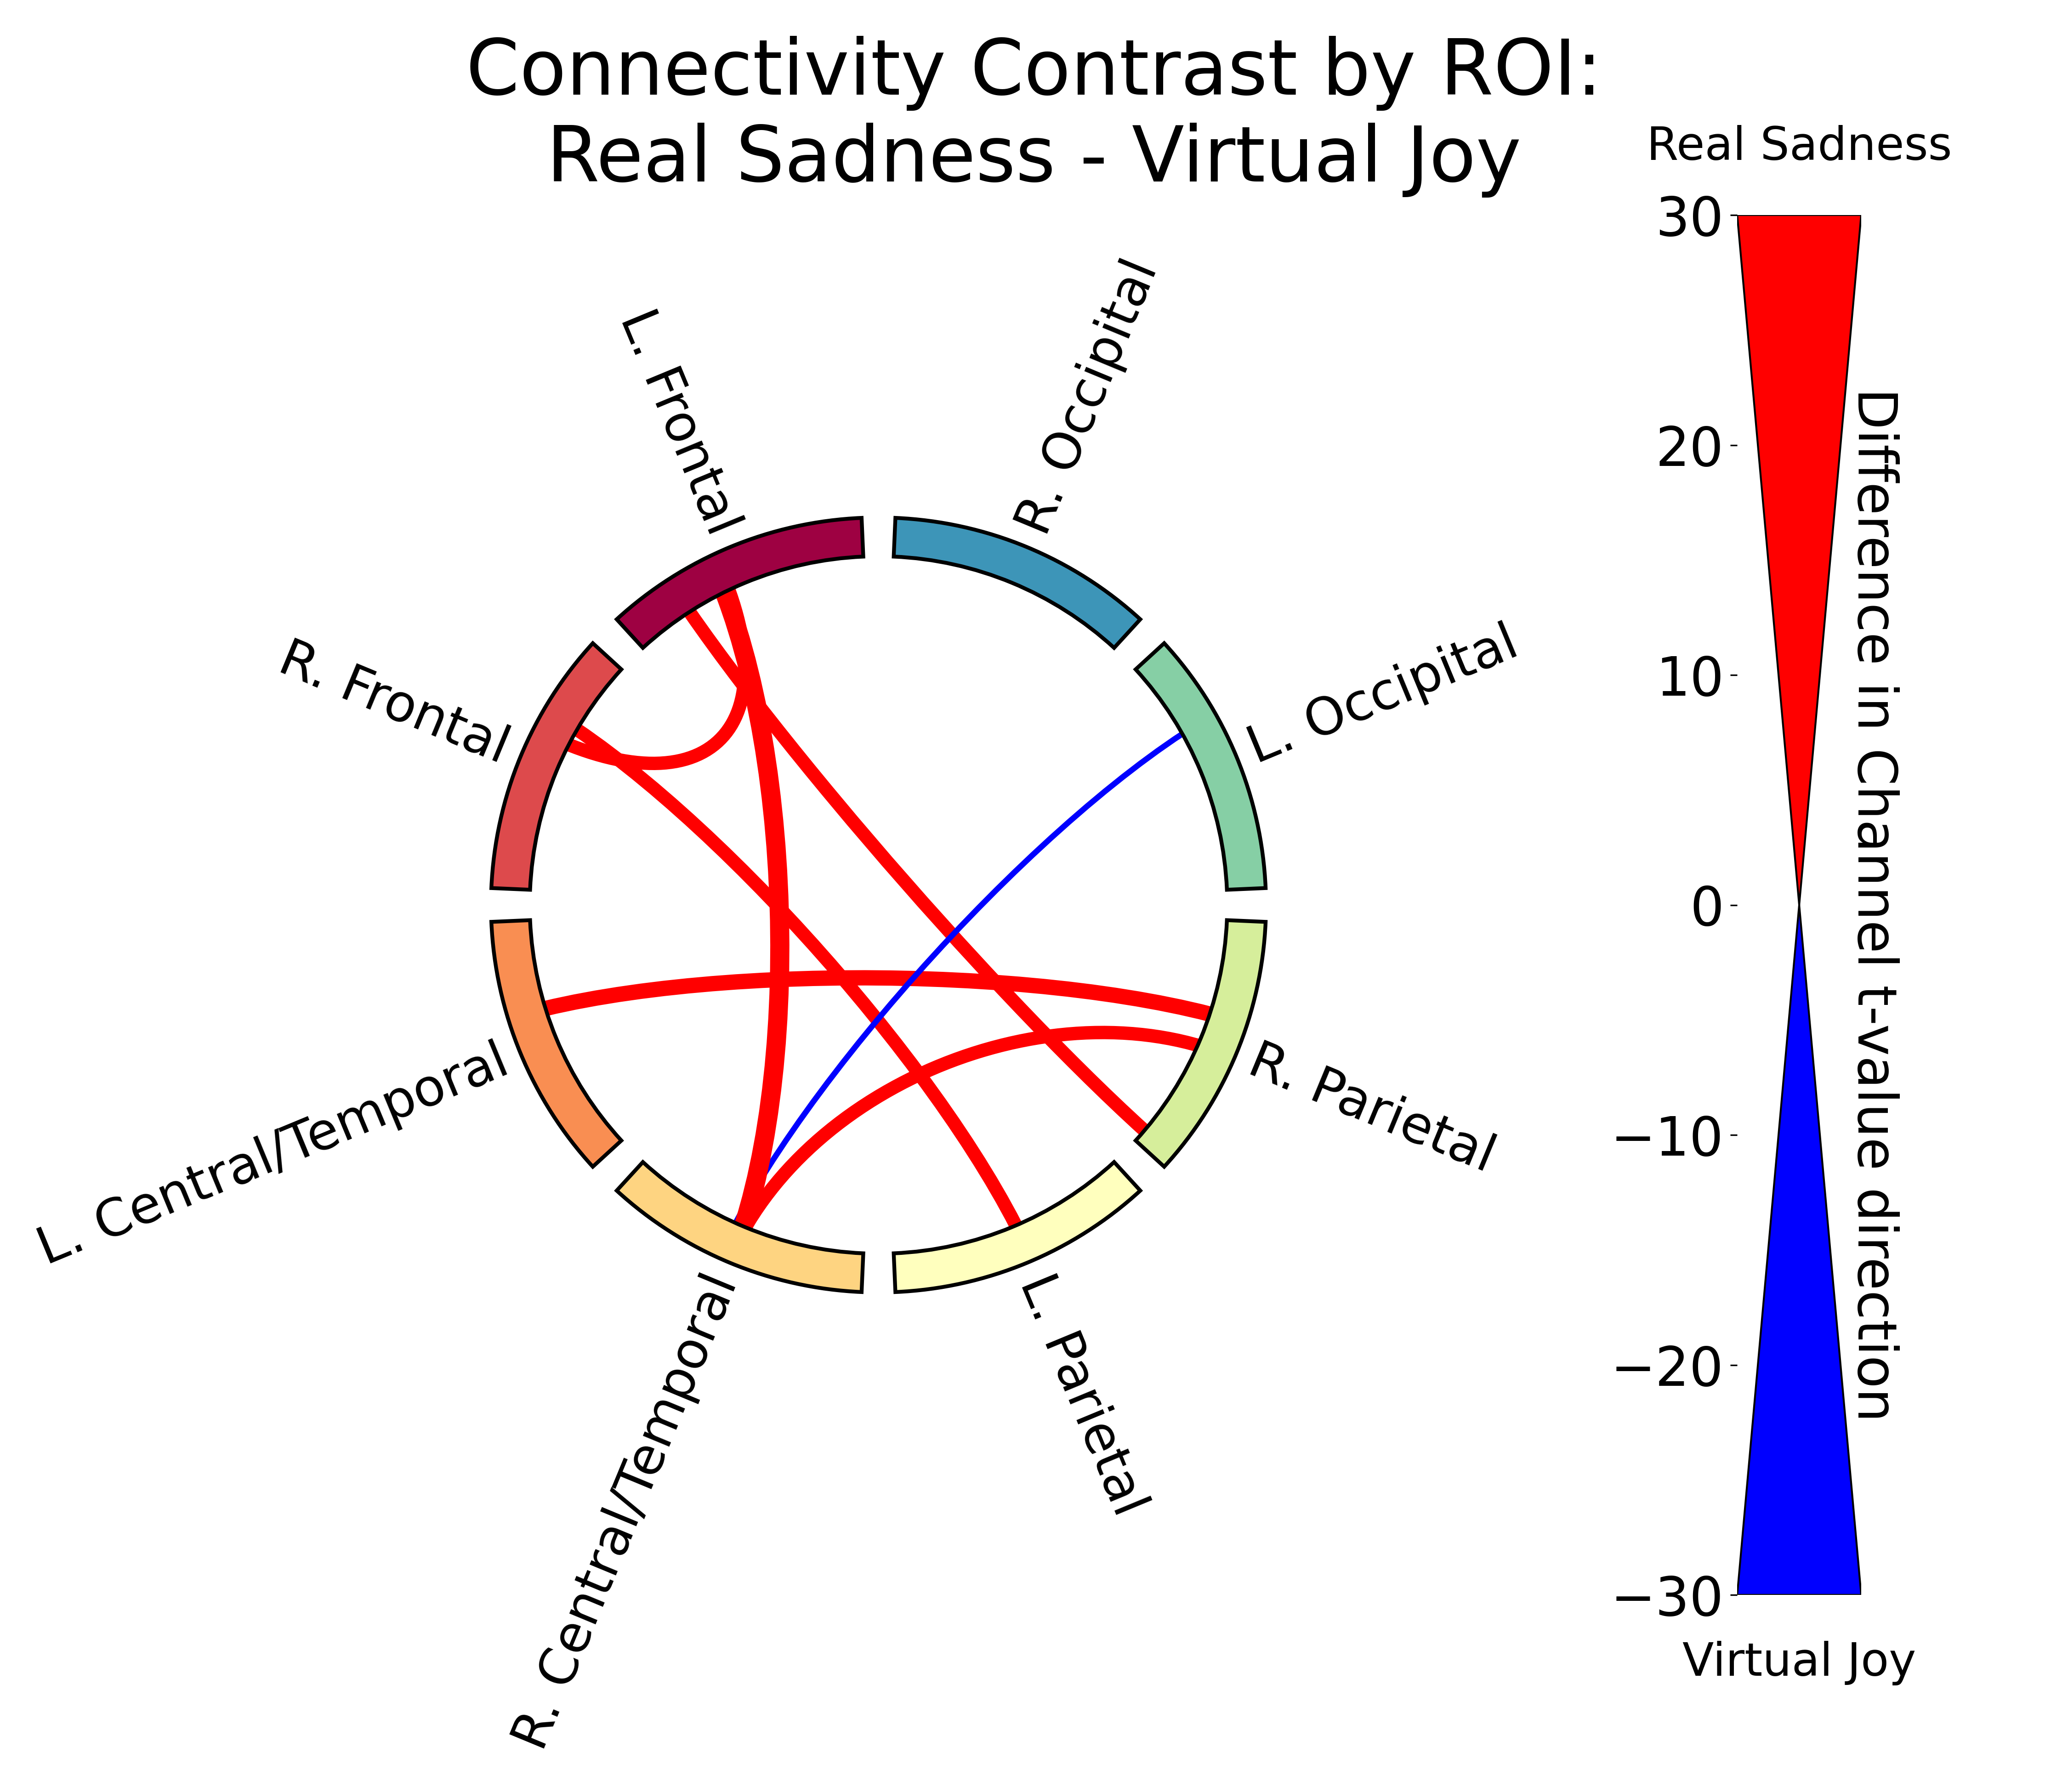 Connectivity Contrast by ROI:
Real Sadness - Virtual Joy
Real Sadness
30
20
10
0
−10
−20
−30
Virtual Joy
Difference in Channel t-value direction
R. Occipital
L. Frontal
L. Occipital
R. Frontal
R. Parietal
L. Central/Temporal
L. Parietal
R. Central/Temporal